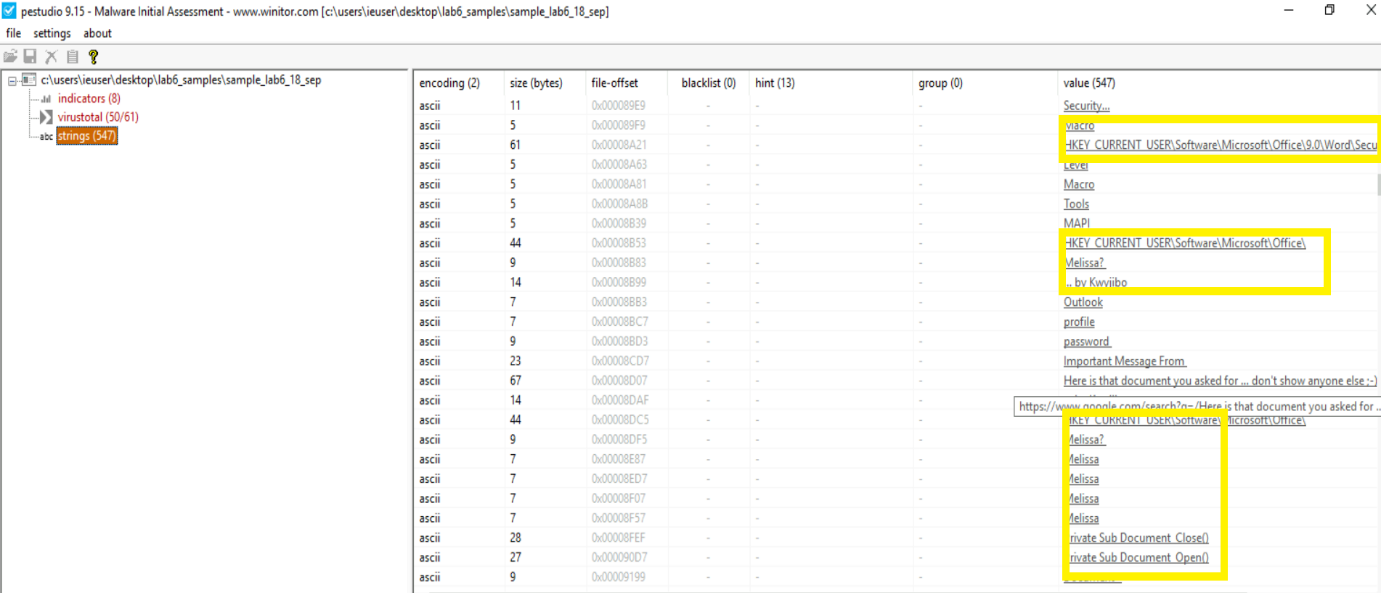 pestudio 9.15 - Malware Initial Assessment - www.winitor.com [c:\users\ieuser\desktop\lab6_samples\sample_lab6_18_sep]
file settings about
c:\users\ieuser\desktop\lab6_samples\sample_lab6_18_sep
indicators (8)
virustotal (50/61)
abc strings (547)
encoding (2) size (bytes) file-offset blacklist (0) hint (13) group (0) value (547)
ascii 11 0x000089E9 - - - Security...
ascii 5 0x000089F9 - - - Macro
ascii 61 0x00008A21 - - - HKEY_CURRENT_USER\Software\Microsoft\Office\9.0\Word\Secu
ascii 5 0x00008A63 - - - Level
ascii 5 0x00008A81 - - - Macro
ascii 5 0x00008A8B - - - Tools
ascii 5 0x00008B39 - - - MAPI
ascii 44 0x00008B53 - - - HKEY_CURRENT_USER\Software\Microsoft\Office\
ascii 9 0x00008B83 - - - Melissa?
ascii 14 0x00008B99 - - - ... by Kwyjibo
ascii 7 0x00008BB3 - - - Outlook
ascii 7 0x00008BC7 - - - profile
ascii 9 0x00008BD3 - - - password
ascii 23 0x00008CD7 - - - Important Message From
ascii 67 0x00008D07 - - - Here is that document you asked for ... don't show anyone else ;-)
ascii 14 0x00008DAF - - -
https://www.google.com/search?q=/Here is that document you asked for ...
ascii 44 0x00008DC5 - - - HKEY_CURRENT_USER\Software\Microsoft\Office\
ascii 9 0x00008DF5 - - - Melissa?
ascii 7 0x00008E87 - - - Melissa
ascii 7 0x00008ED7 - - - Melissa
ascii 7 0x00008F07 - - - Melissa
ascii 7 0x00008F57 - - - Melissa
ascii 28 0x00008FEF - - - Private Sub Document_Close()
ascii 27 0x000090D7 - - - Private Sub Document_Open()
ascii 9 0x00009199 - - -